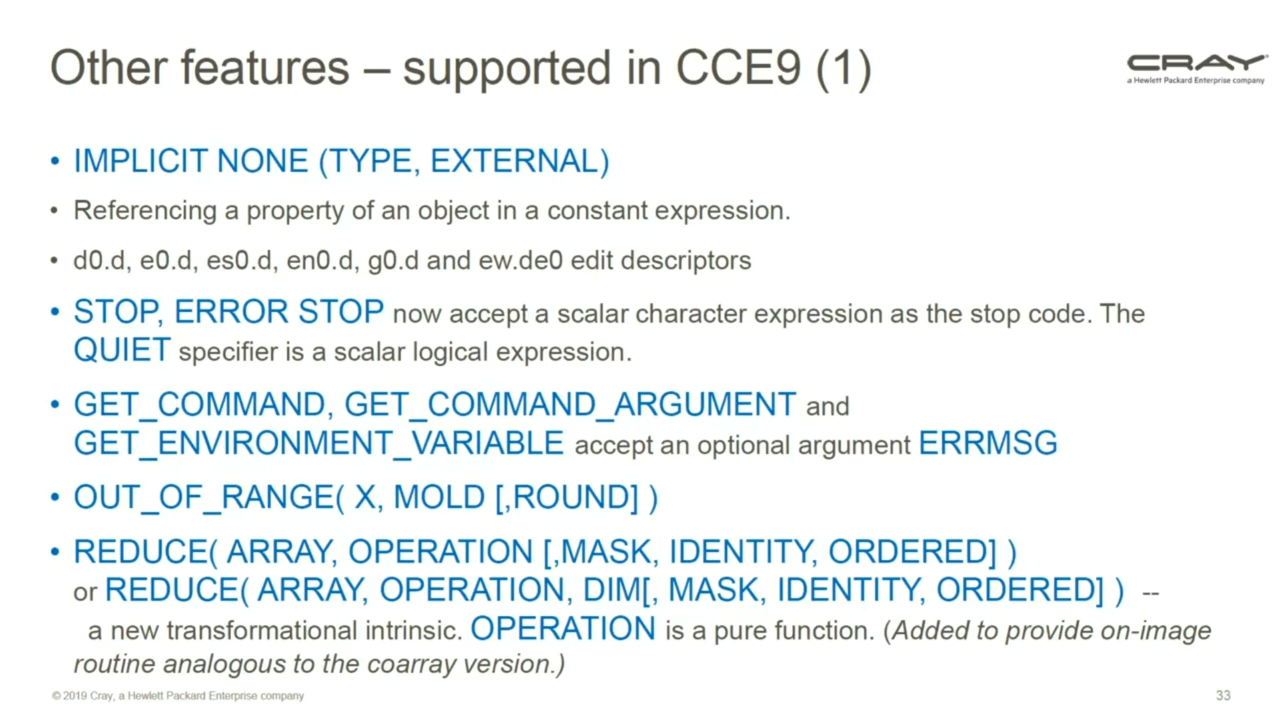 Other features – supported in CCE9 (1)
CRAY
a Hewlett Packard Enterprise company
• IMPLICIT NONE (TYPE, EXTERNAL)
• Referencing a property of an object in a constant expression.
• d0.d, e0.d, es0.d, en0.d, g0.d and ew.de0 edit descriptors
• STOP, ERROR STOP now accept a scalar character expression as the stop code. The
QUIET specifier is a scalar logical expression.
• GET_COMMAND, GET_COMMAND_ARGUMENT and
GET_ENVIRONMENT_VARIABLE accept an optional argument ERRMSG
• OUT_OF_RANGE( X, MOLD [,ROUND] )
• REDUCE( ARRAY, OPERATION [,MASK, IDENTITY, ORDERED] )
or REDUCE( ARRAY, OPERATION, DIM[, MASK, IDENTITY, ORDERED] ) --
a new transformational intrinsic. OPERATION is a pure function. (Added to provide on-image
routine analogous to the coarray version.)
© 2019 Cray, a Hewlett Packard Enterprise company
33